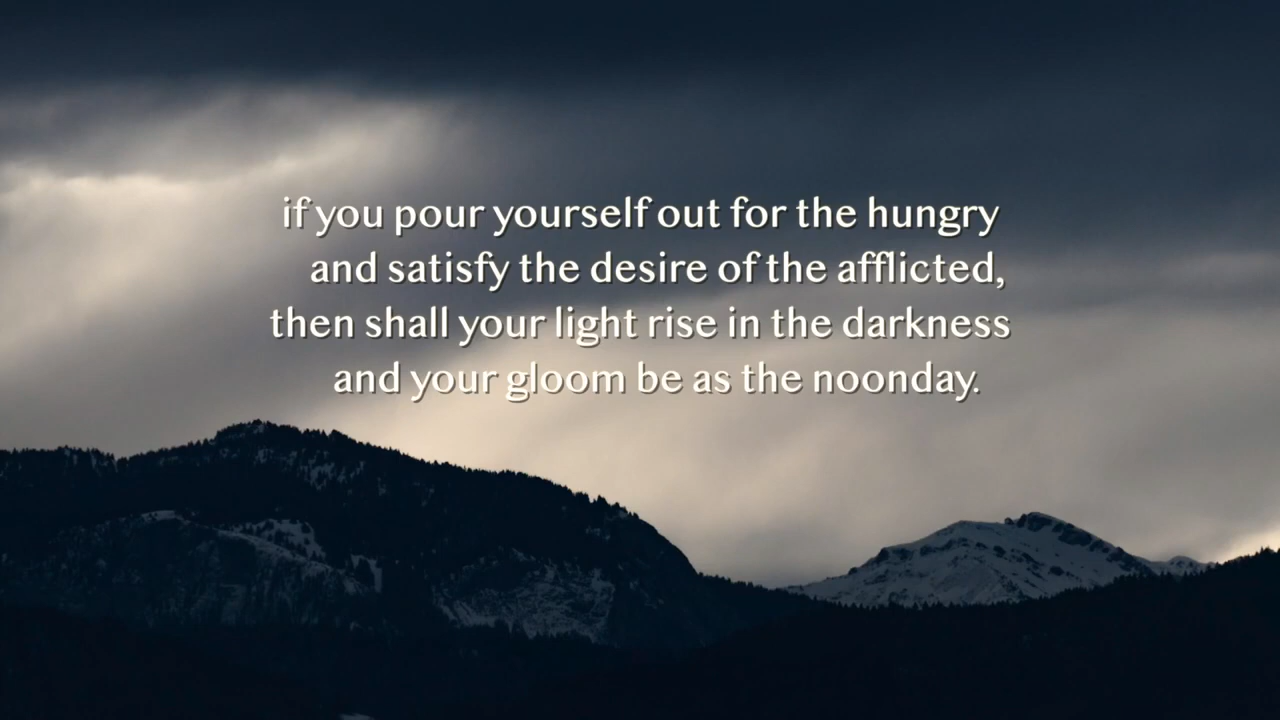 if you pour yourself out for the hungry
and satisfy the desire of the afflicted,
then shall your light rise in the darkness
and your gloom be as the noonday.